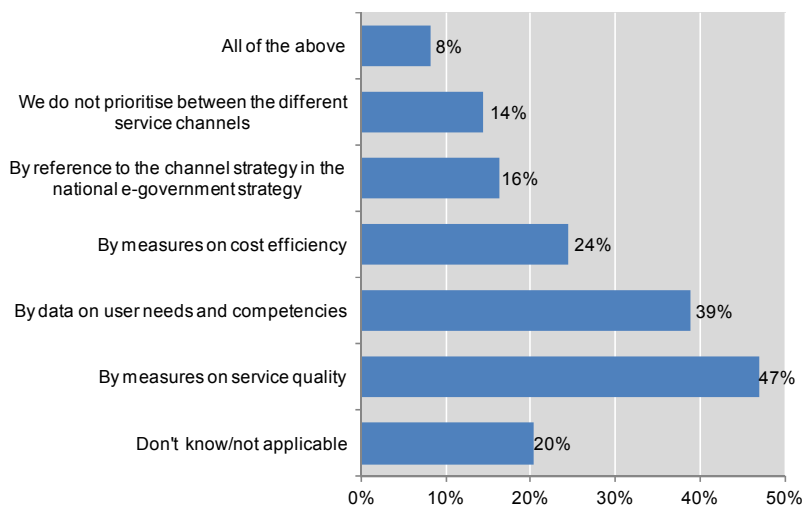 All of the above
8%
We do not prioritise between the different
service channels
14%
By reference to the channel strategy in the
national e-government strategy
16%
By measures on cost efficiency
24%
By data on user needs and competencies
39%
By measures on service quality
47%
Don't know/not applicable
20%
0% 10% 20% 30% 40% 50%